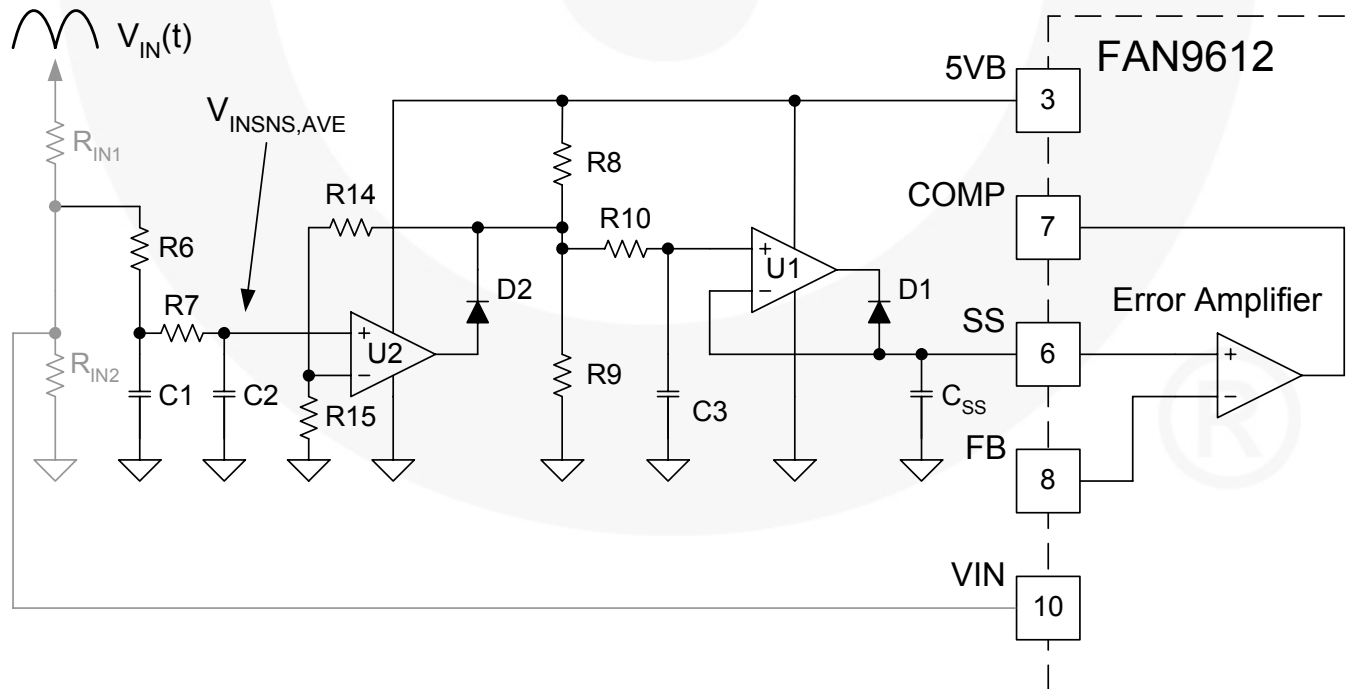 V_IN(t)
FAN9612
5VB
3
V_INSNS,AVE
R_IN1
R8
COMP
7
R14
R10
R6
U1
D2
D1
Error Amplifier
R7
SS
6
+
−
U2
R_IN2
R9
C1
C2
R15
C3
C_SS
FB
8
+
−
+
−
VIN
10
®